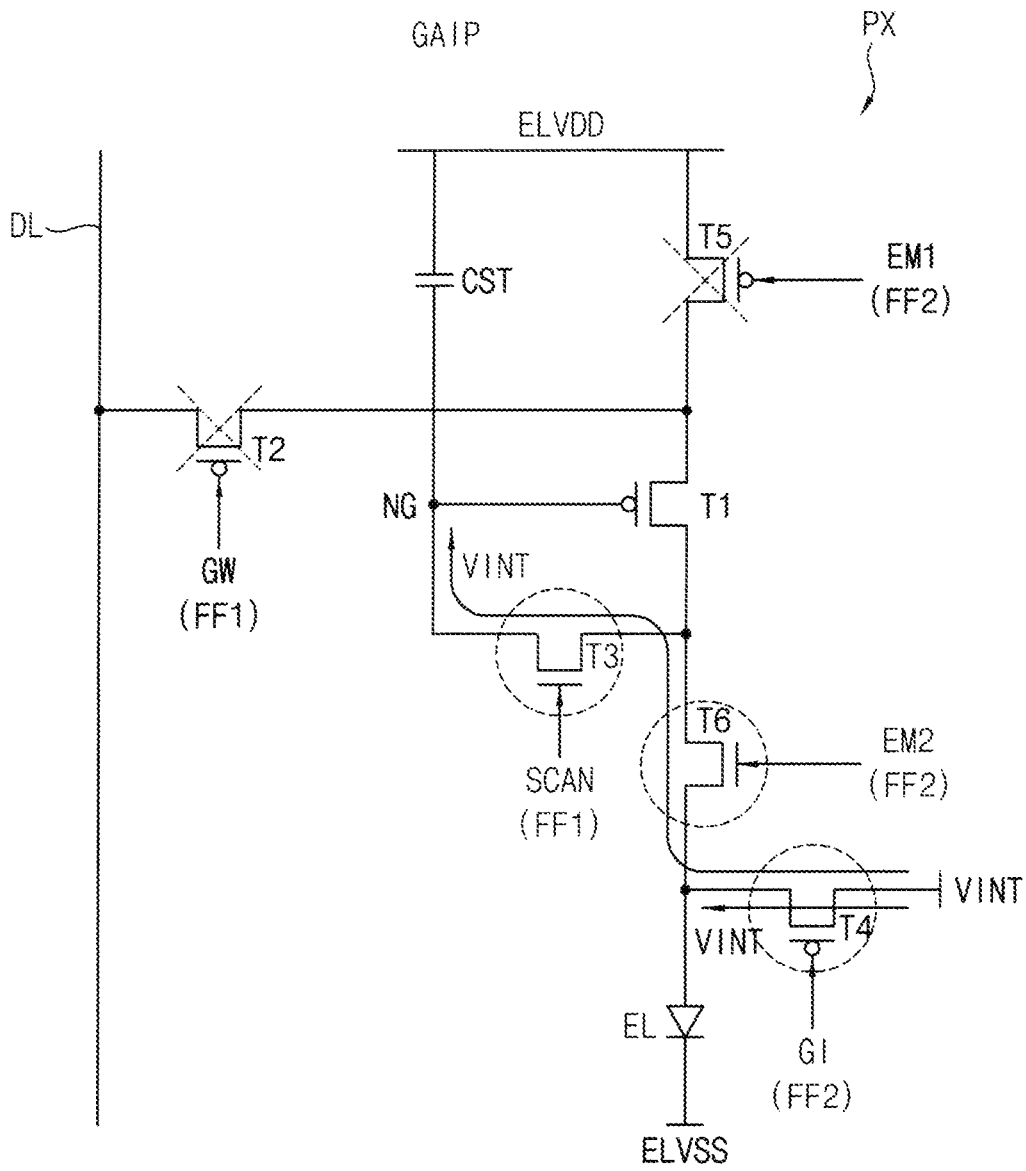 GAIP
PX
ELVDD
DL
T5
EM1
(FF2)
CST
T2
NG
T1
GW
(FF1)
VINT
T3
T6
SCAN
(FF1)
EM2
(FF2)
VINT
VINT
T4
EL
GI
(FF2)
ELVSS